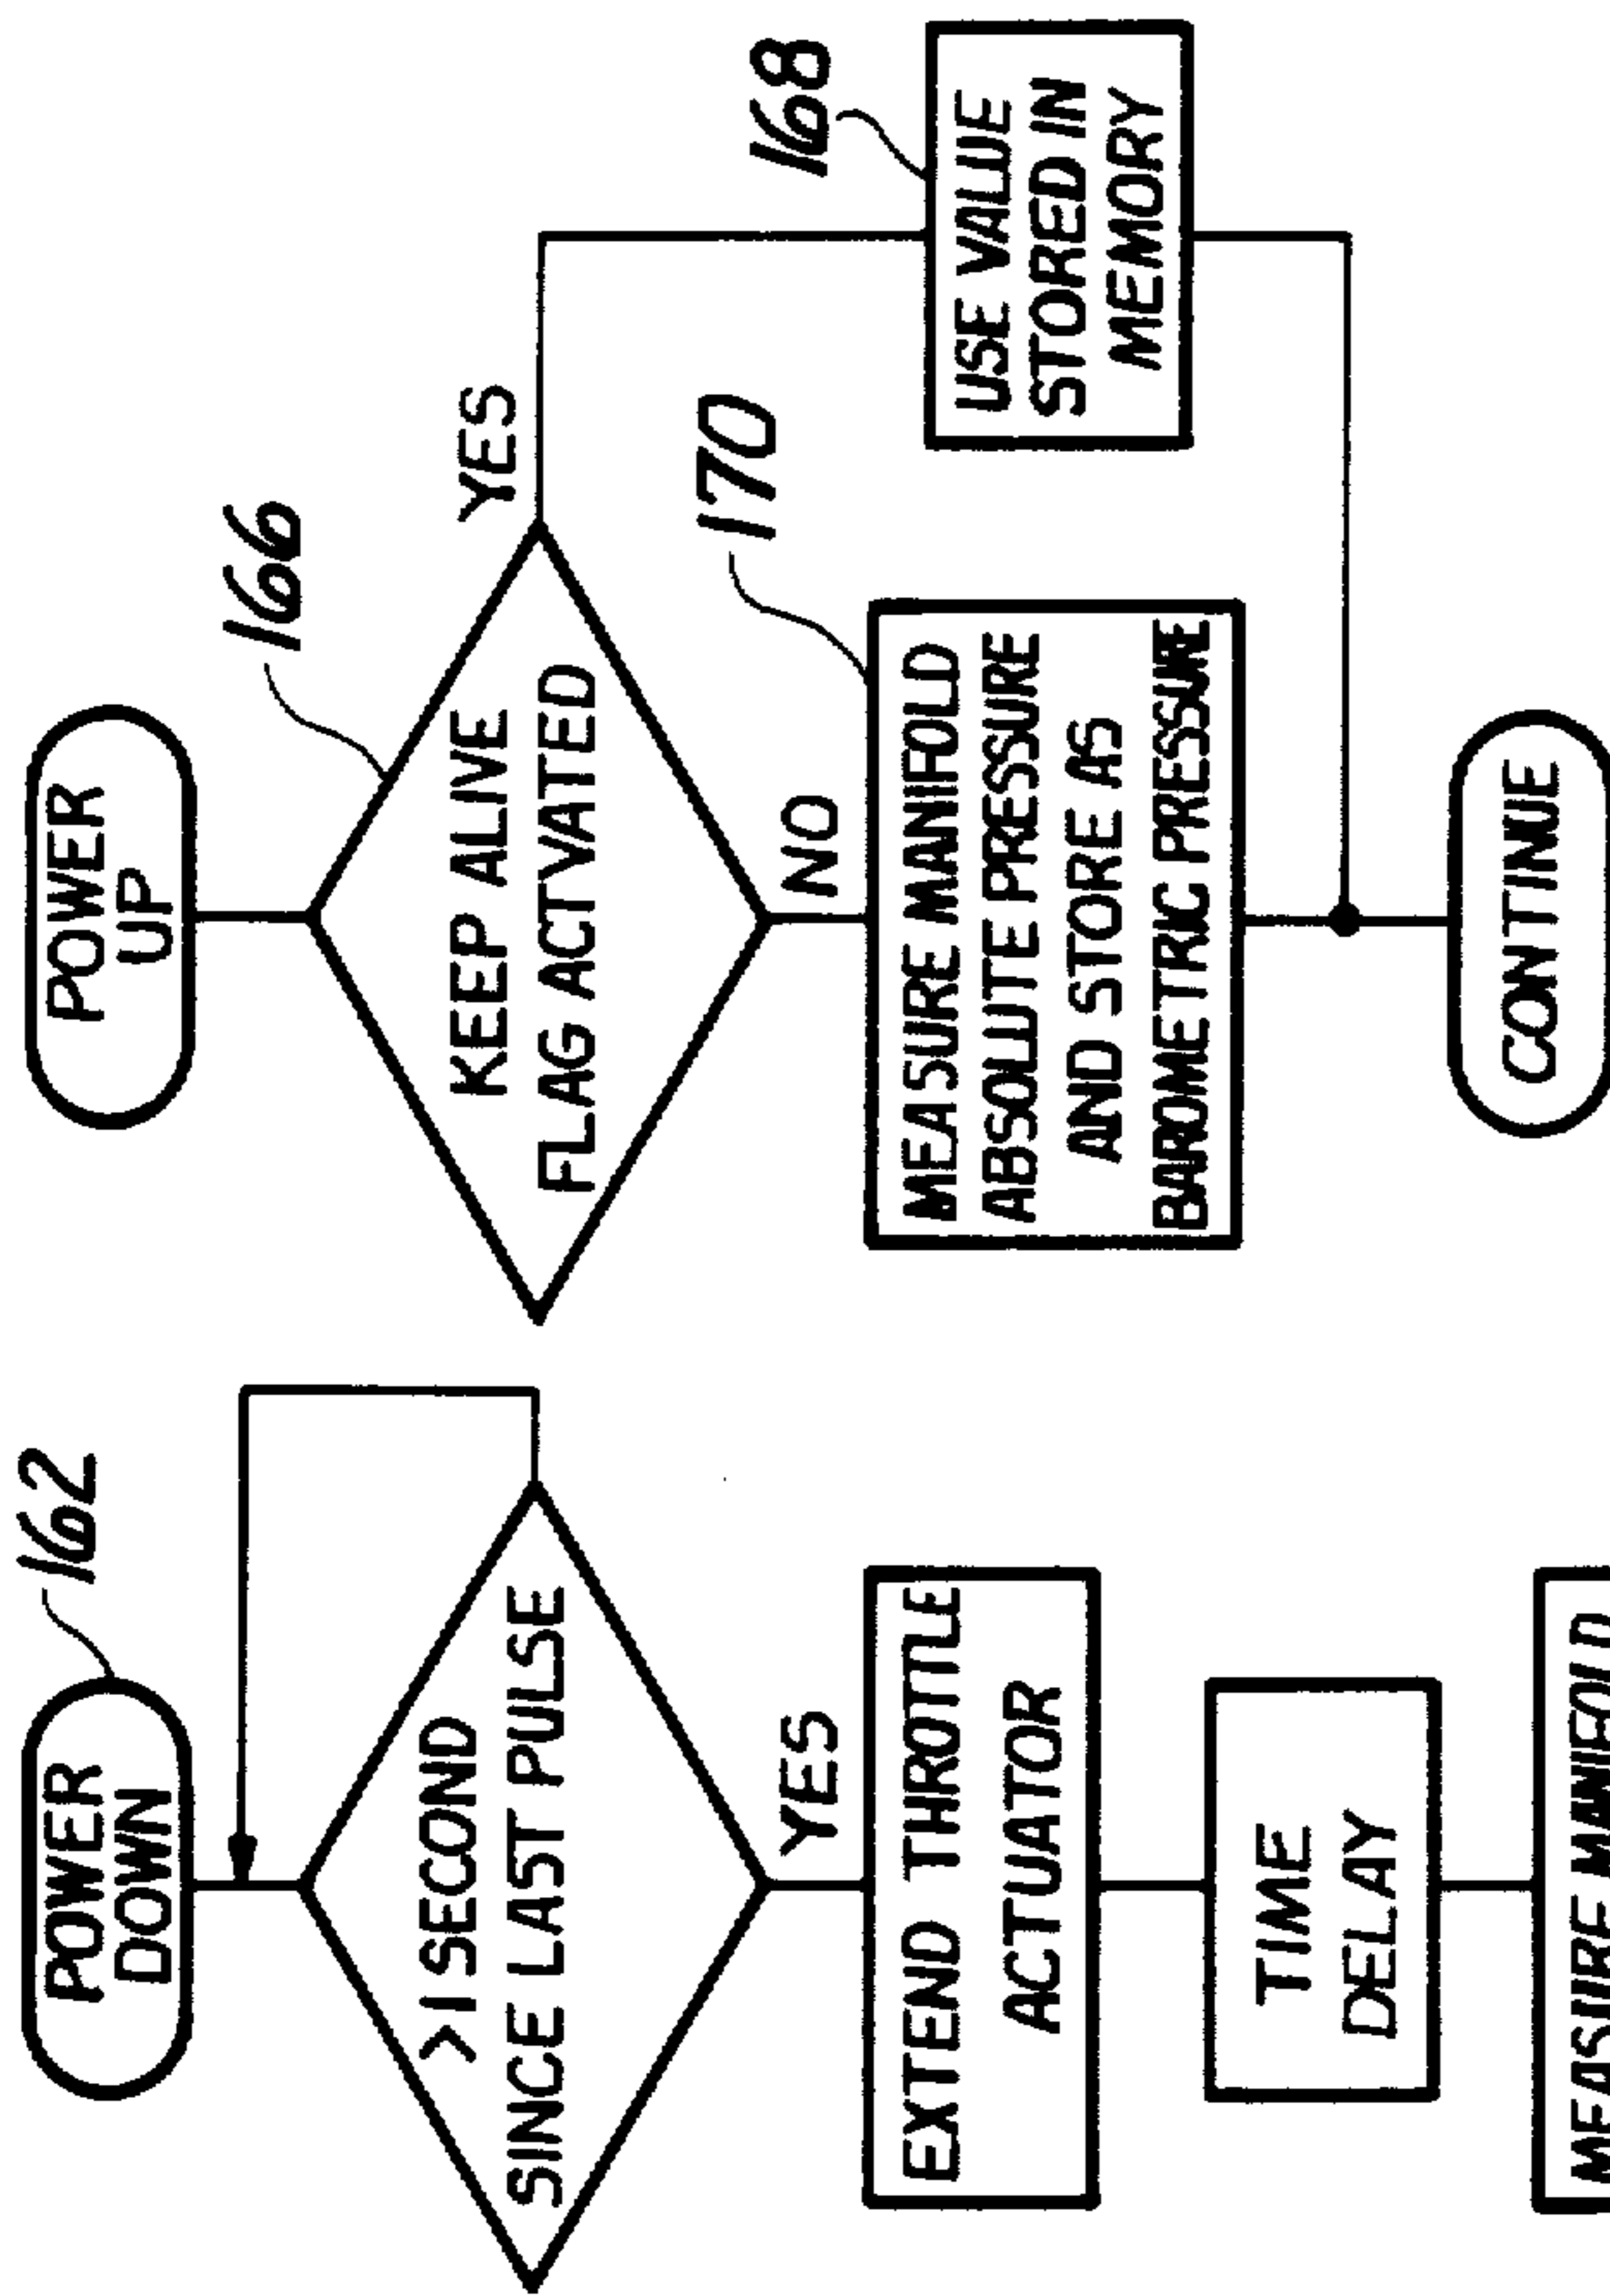 162
POWER
DOWN
>1 SECOND
SINCE LAST PULSE
YES
EXTEND THROTTLE
ACTUATOR
TIME
DELAY
MEASURE MANIFOLD
POWER
UP
166
KEEP ALIVE
FLAG ACTVATED
YES
NO
170
MEASURE MANIFOLD
ABSOLUTE PRESSURE
AND STORE AS
BAROMETRIC PRESSURE
168
USE VALUE
STORED IN
MEMORY
CONTINUE